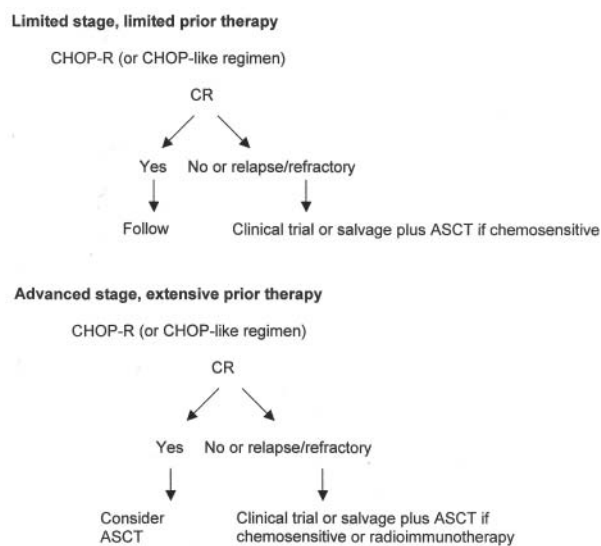 Limited stage, limited prior therapy
CHOP-R (or CHOP-like regimen)
CR
Yes No or relapse/refractory
Follow Clinical trial or salvage plus ASCT if chemosensitive
Advanced stage, extensive prior therapy
CHOP-R (or CHOP-like regimen)
CR
Yes No or relapse/refractory
Consider
ASCT
Clinical trial or salvage plus ASCT if
chemosensitive or radioimmunotherapy